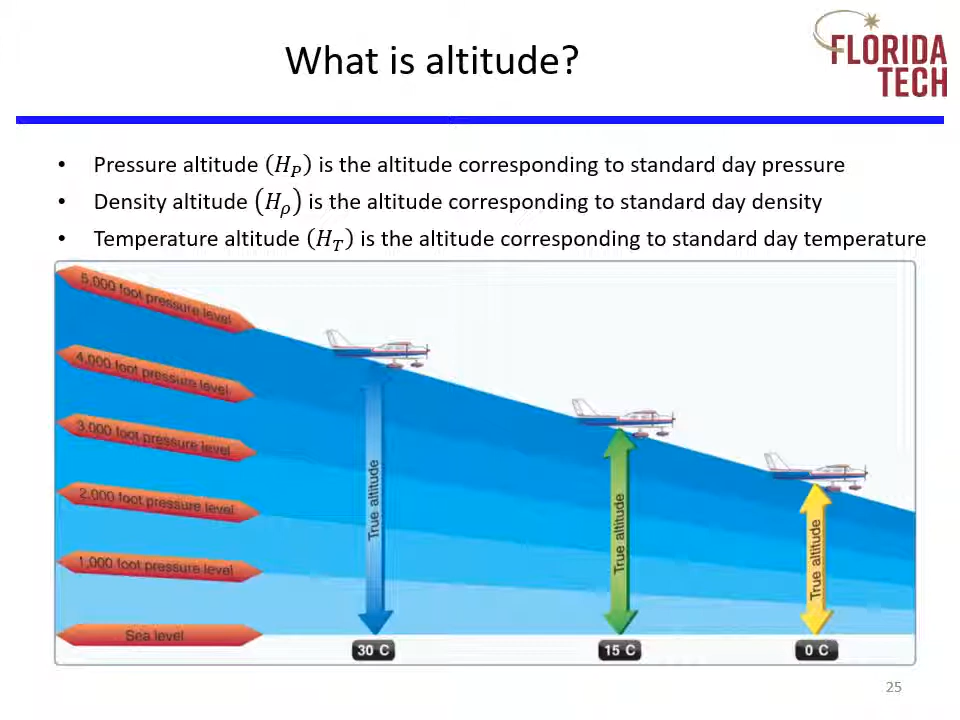 What is altitude?
FLORIDA
TECH
• Pressure altitude (H_P) is the altitude corresponding to standard day pressure
• Density altitude (H_ρ) is the altitude corresponding to standard day density
• Temperature altitude (H_T) is the altitude corresponding to standard day temperature
5,000 foot pressure level
4,000 foot pressure level
3,000 foot pressure level
2,000 foot pressure level
1,000 foot pressure level
Sea level
True altitude
True altitude
True altitude
30 C
15 C
0 C
25